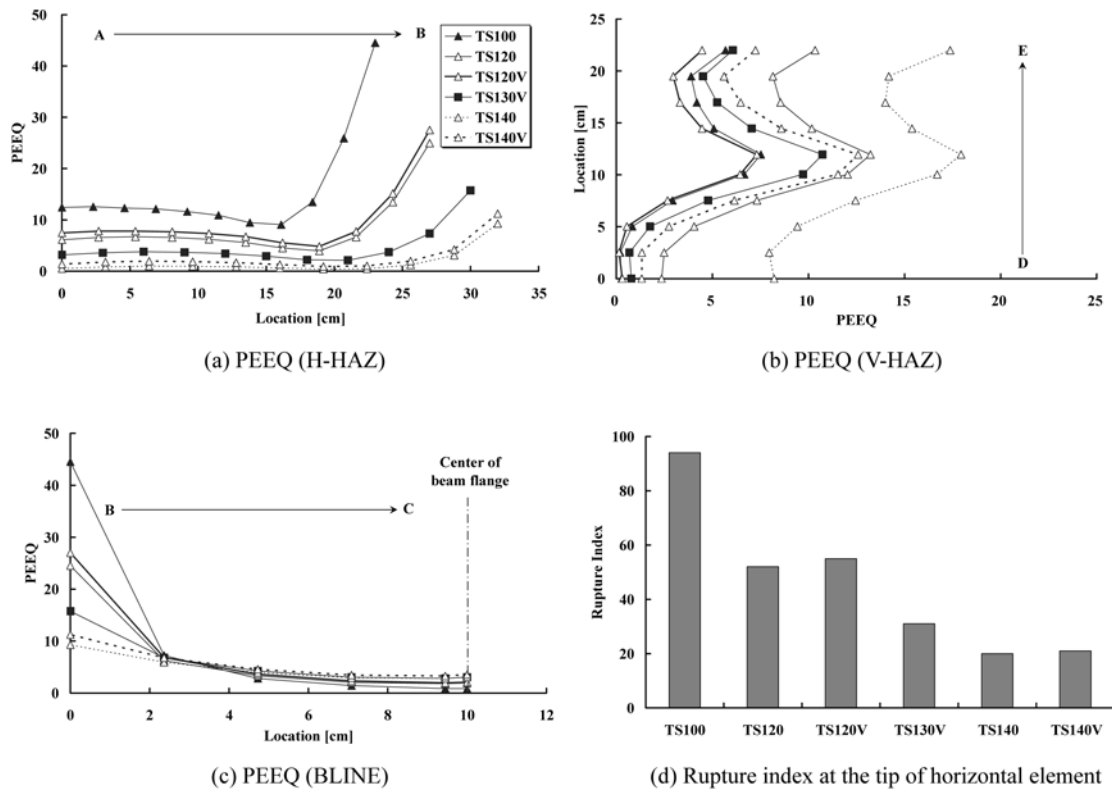 50
40
30
20
10
0
PEEQ
A
B
TS100
TS120
TS120V
TS130V
TS140
TS140V
0
5
10
15
20
25
30
35
Location [cm]
(a) PEEQ (H-HAZ)
25
20
15
10
5
0
Location [cm]
E
D
0
5
10
15
20
25
PEEQ
(b) PEEQ (V-HAZ)
50
40
30
20
10
0
PEEQ
B
C
Center of
beam flange
0
2
4
6
8
10
12
Location [cm]
(c) PEEQ (BLINE)
100
80
60
40
20
0
Rupture Index
TS100
TS120
TS120V
TS130V
TS140
TS140V
(d) Rupture index at the tip of horizontal element